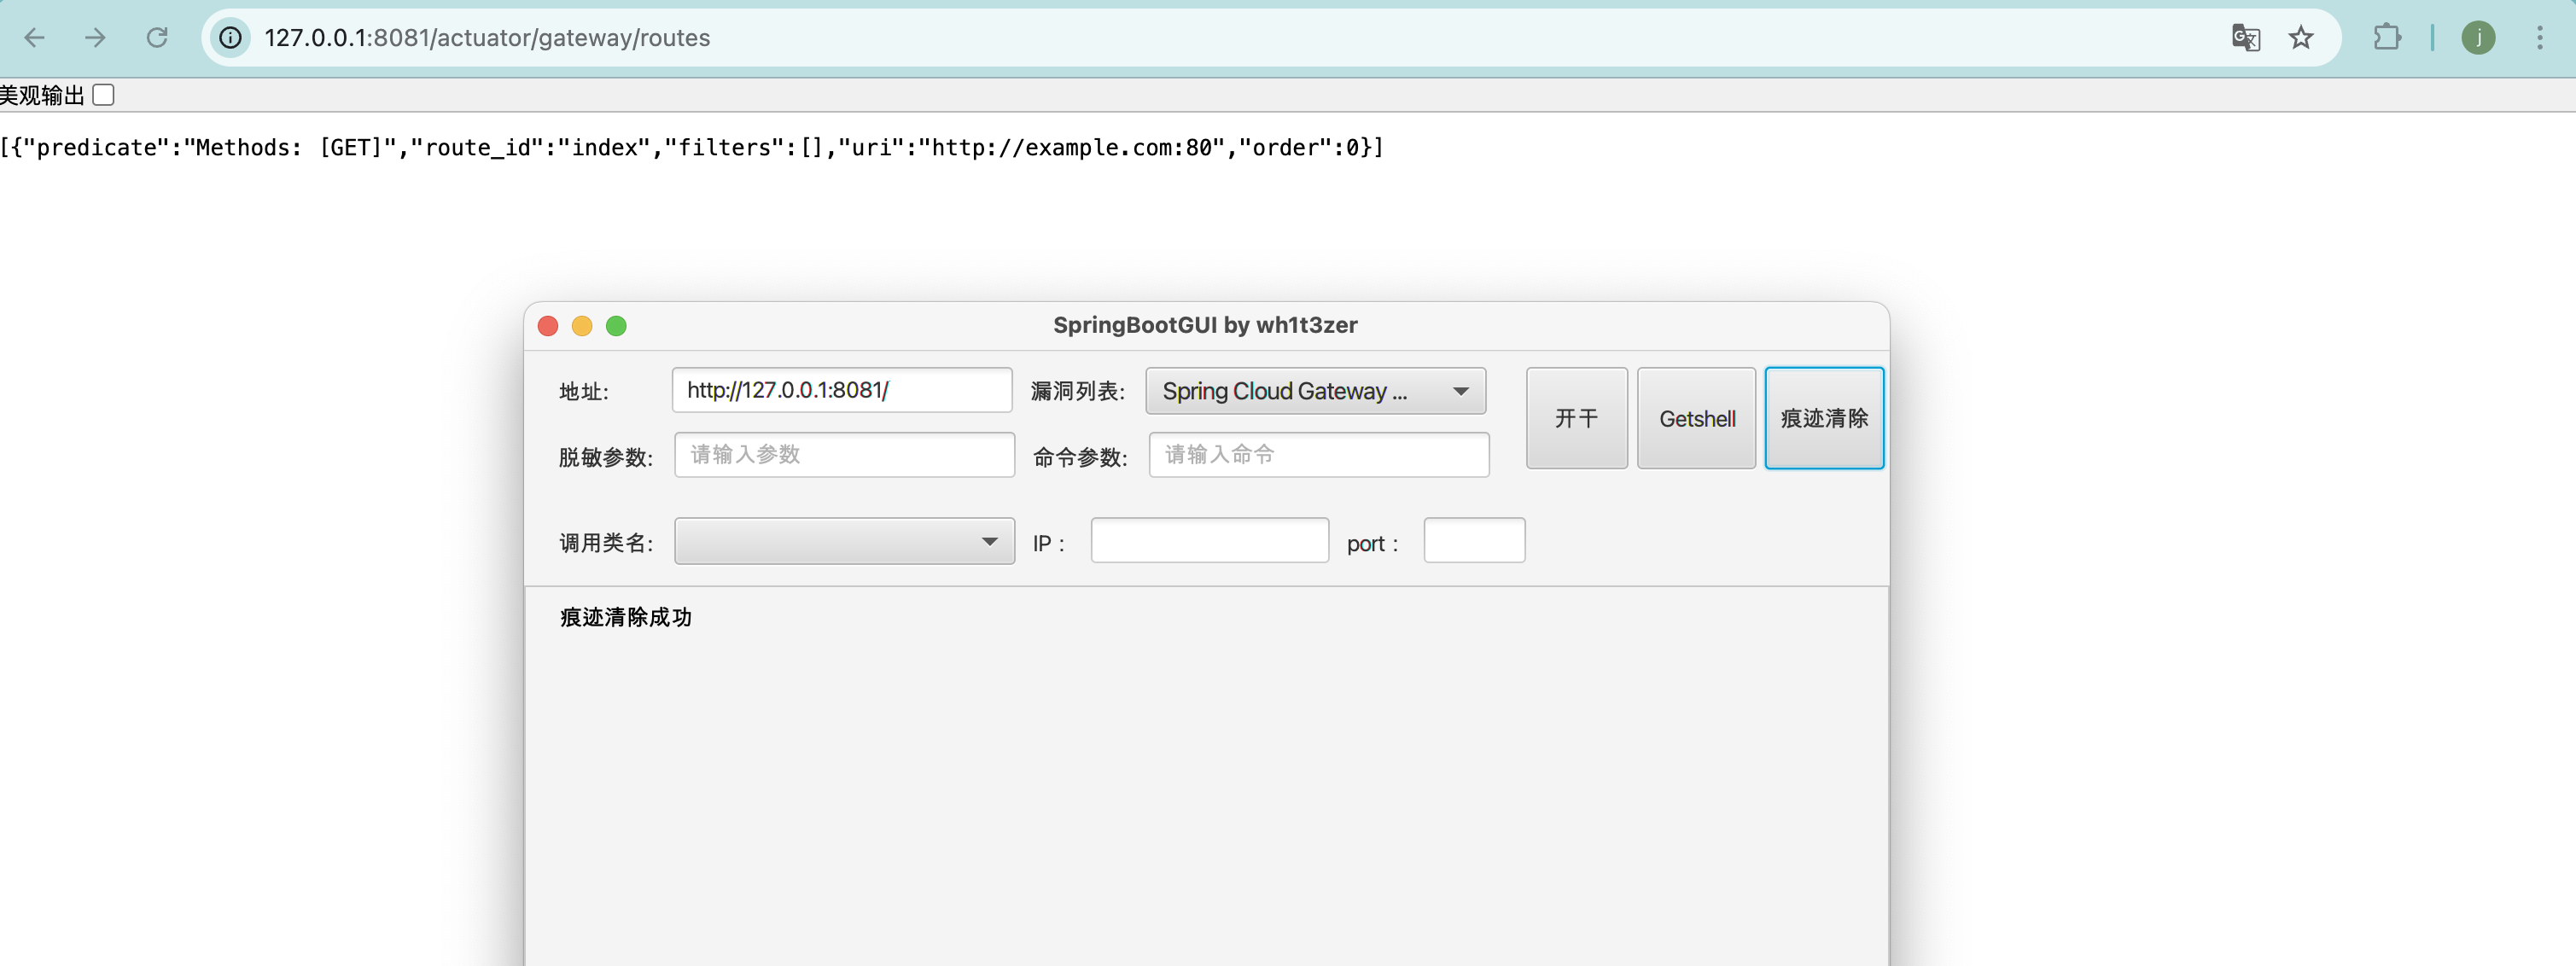 127.0.0.1:8081/actuator/gateway/routes
j
美观输出
[{"predicate":"Methods: [GET]","route_id":"index","filters":[],"uri":"http://example.com:80","order":0}]
SpringBootGUI by wh1t3zer
地址: http://127.0.0.1:8081/ 漏洞列表: Spring Cloud Gateway ... 开干 Getshell 痕迹清除
脱敏参数: 请输入参数 命令参数: 请输入命令
调用类名: IP : port :
痕迹清除成功